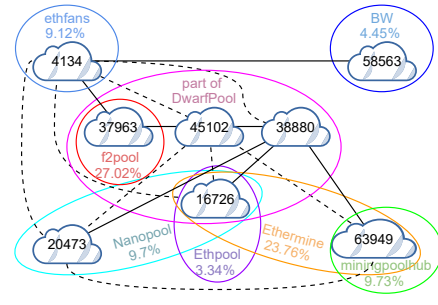 ethfans
9.12%
4134
BW
4.45%
58563
part of
DwarfPool
37963
45102
38880
f2pool
27.02%
16726
Nanopool
9.7%
Ethermine
23.76%
20473
Ethpool
3.34%
63949
miningpoolhub
9.73%